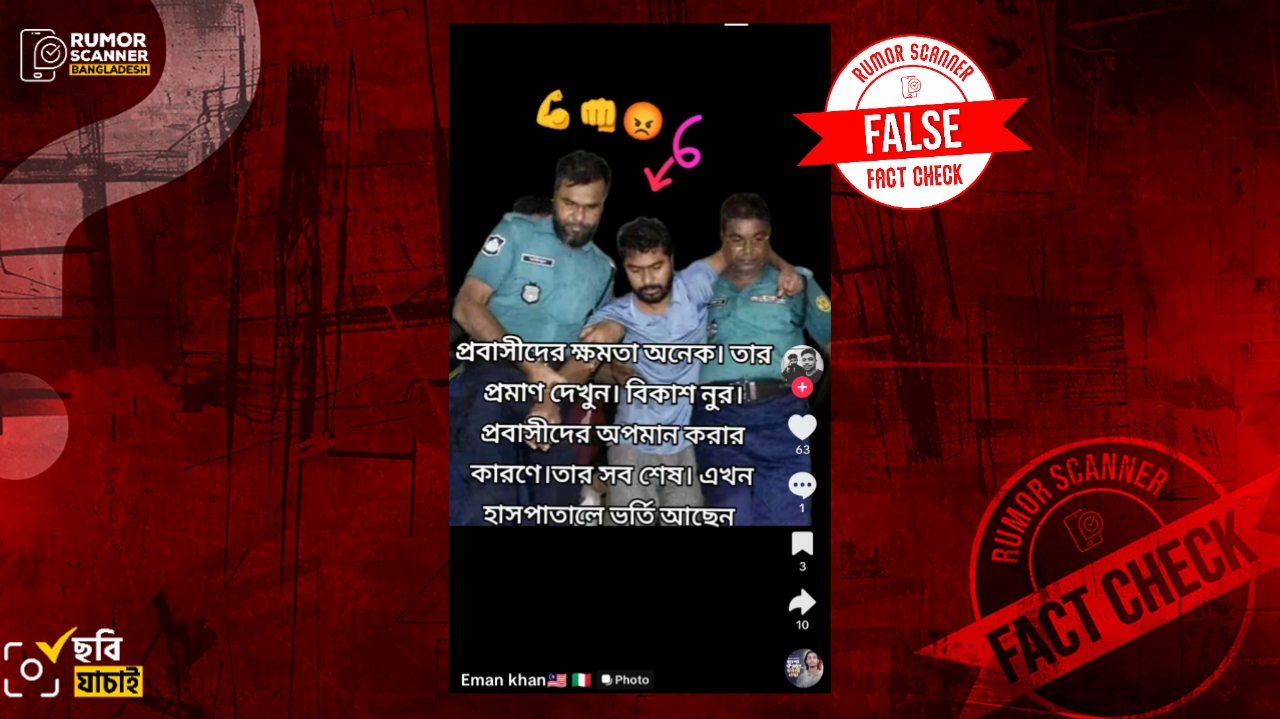 RUMOR
SCANNER
BANGLADESH
RUMOR SCANNER
FALSE
FACT CHECK
6
প্রবাসীদের ক্ষমতা অনেক। তার
প্রমাণ দেখুন। বিকাশ নুর।
প্রবাসীদের অপমান করার
কারণে।তার সব শেষ। এখন
হাসপাতালে ভর্তি আছেন
63
1
3
10
Eman khan
Photo
RUMOR SCANNER
FACT CHECK
ছবি
যাচাই